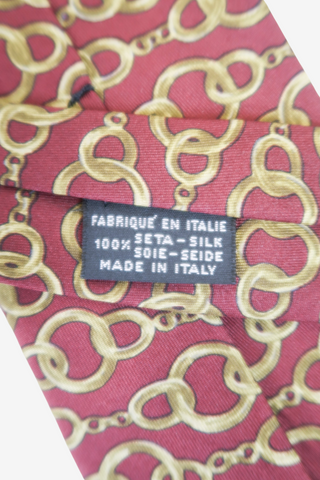 FABRIQUÉ EN ITALIE
100% SETA-SILK
SOIE-SEIDE
MADE IN ITALY